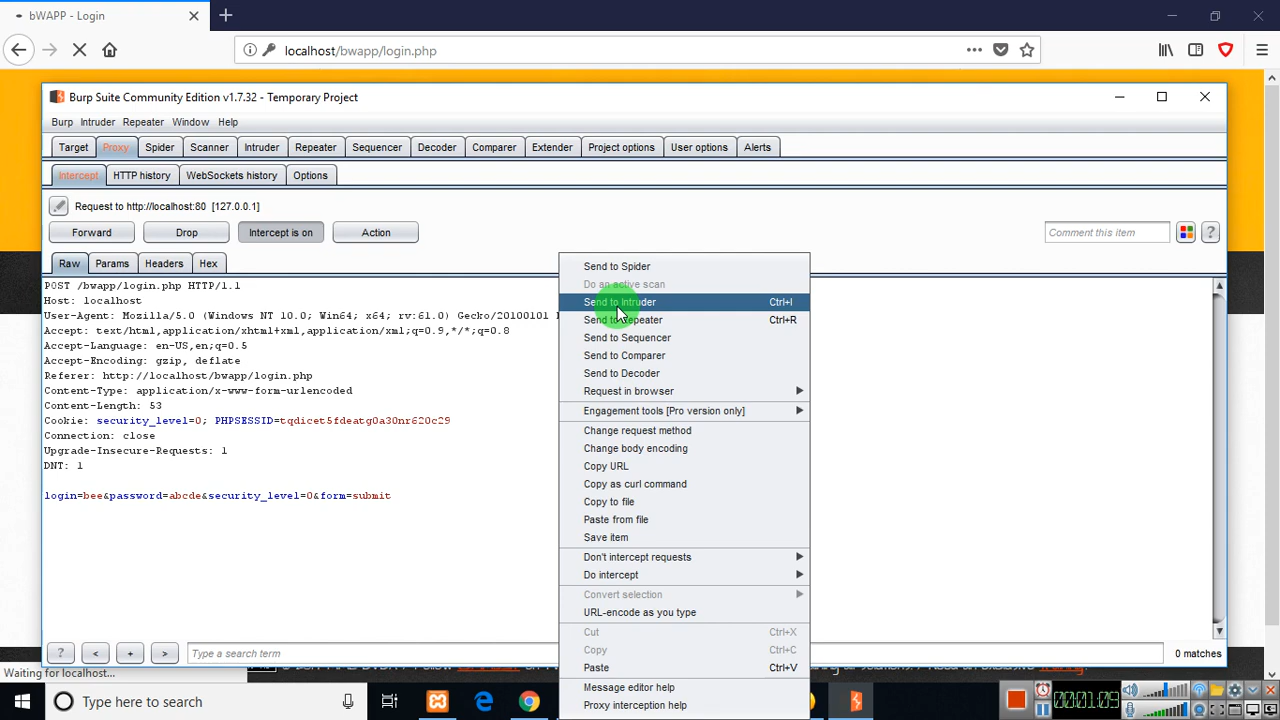 bWAPP - Login
localhost/bwapp/login.php
Burp Suite Community Edition v1.7.32 - Temporary Project
Burp Intruder Repeater Window Help
Target Proxy Spider Scanner Intruder Repeater Sequencer Decoder Comparer Extender Project options User options Alerts
Intercept HTTP history WebSockets history Options
Request to http://localhost:80 [127.0.0.1]
Forward Drop Intercept is on Action Comment this item ?
Raw Params Headers Hex
POST /bwapp/login.php HTTP/1.1
Host: localhost
User-Agent: Mozilla/5.0 (Windows NT 10.0; Win64; x64; rv:61.0) Gecko/20100101
Accept: text/html,application/xhtml+xml,application/xml;q=0.9,*/*;q=0.8
Accept-Language: en-US,en;q=0.5
Accept-Encoding: gzip, deflate
Referer: http://localhost/bwapp/login.php
Content-Type: application/x-www-form-urlencoded
Content-Length: 53
Cookie: security_level=0; PHPSESSID=tqdicet5fdeatg0a30nr620c29
Connection: close
Upgrade-Insecure-Requests: 1
DNT: 1
login=bee&password=abcde&security_level=0&form=submit
Send to Spider
Do an active scan
Send to Intruder Ctrl+I
Send to Repeater Ctrl+R
Send to Sequencer
Send to Comparer
Send to Decoder
Request in browser
Engagement tools [Pro version only]
Change request method
Change body encoding
Copy URL
Copy as curl command
Copy to file
Paste from file
Save item
Don't intercept requests
Do intercept
Convert selection
URL-encode as you type
Cut Ctrl+X
Copy Ctrl+C
Paste Ctrl+V
Message editor help
Proxy interception help
? < + > Type a search term 0 matches
Waiting for localhost...
Type here to search
00:01:09